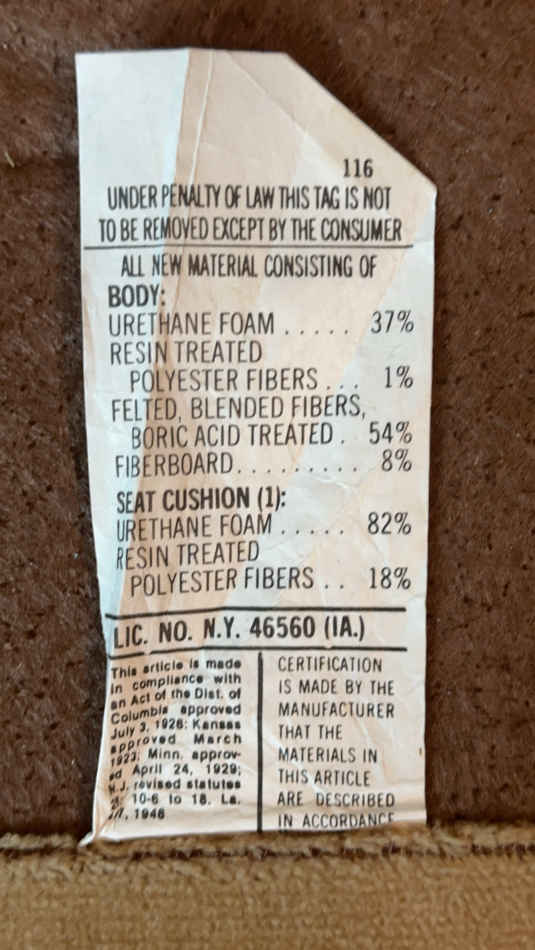 116
UNDER PENALTY OF LAW THIS TAG IS NOT
TO BE REMOVED EXCEPT BY THE CONSUMER
ALL NEW MATERIAL CONSISTING OF
BODY:
URETHANE FOAM ..... 37%
RESIN TREATED
POLYESTER FIBERS ... 1%
FELTED, BLENDED FIBERS,
BORIC ACID TREATED . 54%
FIBERBOARD ......... 8%
SEAT CUSHION (1):
URETHANE FOAM ..... 82%
RESIN TREATED
POLYESTER FIBERS .. 18%
LIC. NO. N.Y. 46560 (IA.)
This article is made
in compliance with
an Act of the Dist. of
Columbia approved
July 3, 1926; Kansas
approved March
1923; Minn. approv-
ed April 24, 1929;
N.J. revised statutes
10-6 to 18. La.
1946
CERTIFICATION
IS MADE BY THE
MANUFACTURER
THAT THE
MATERIALS IN
THIS ARTICLE
ARE DESCRIBED
IN ACCORDANCE